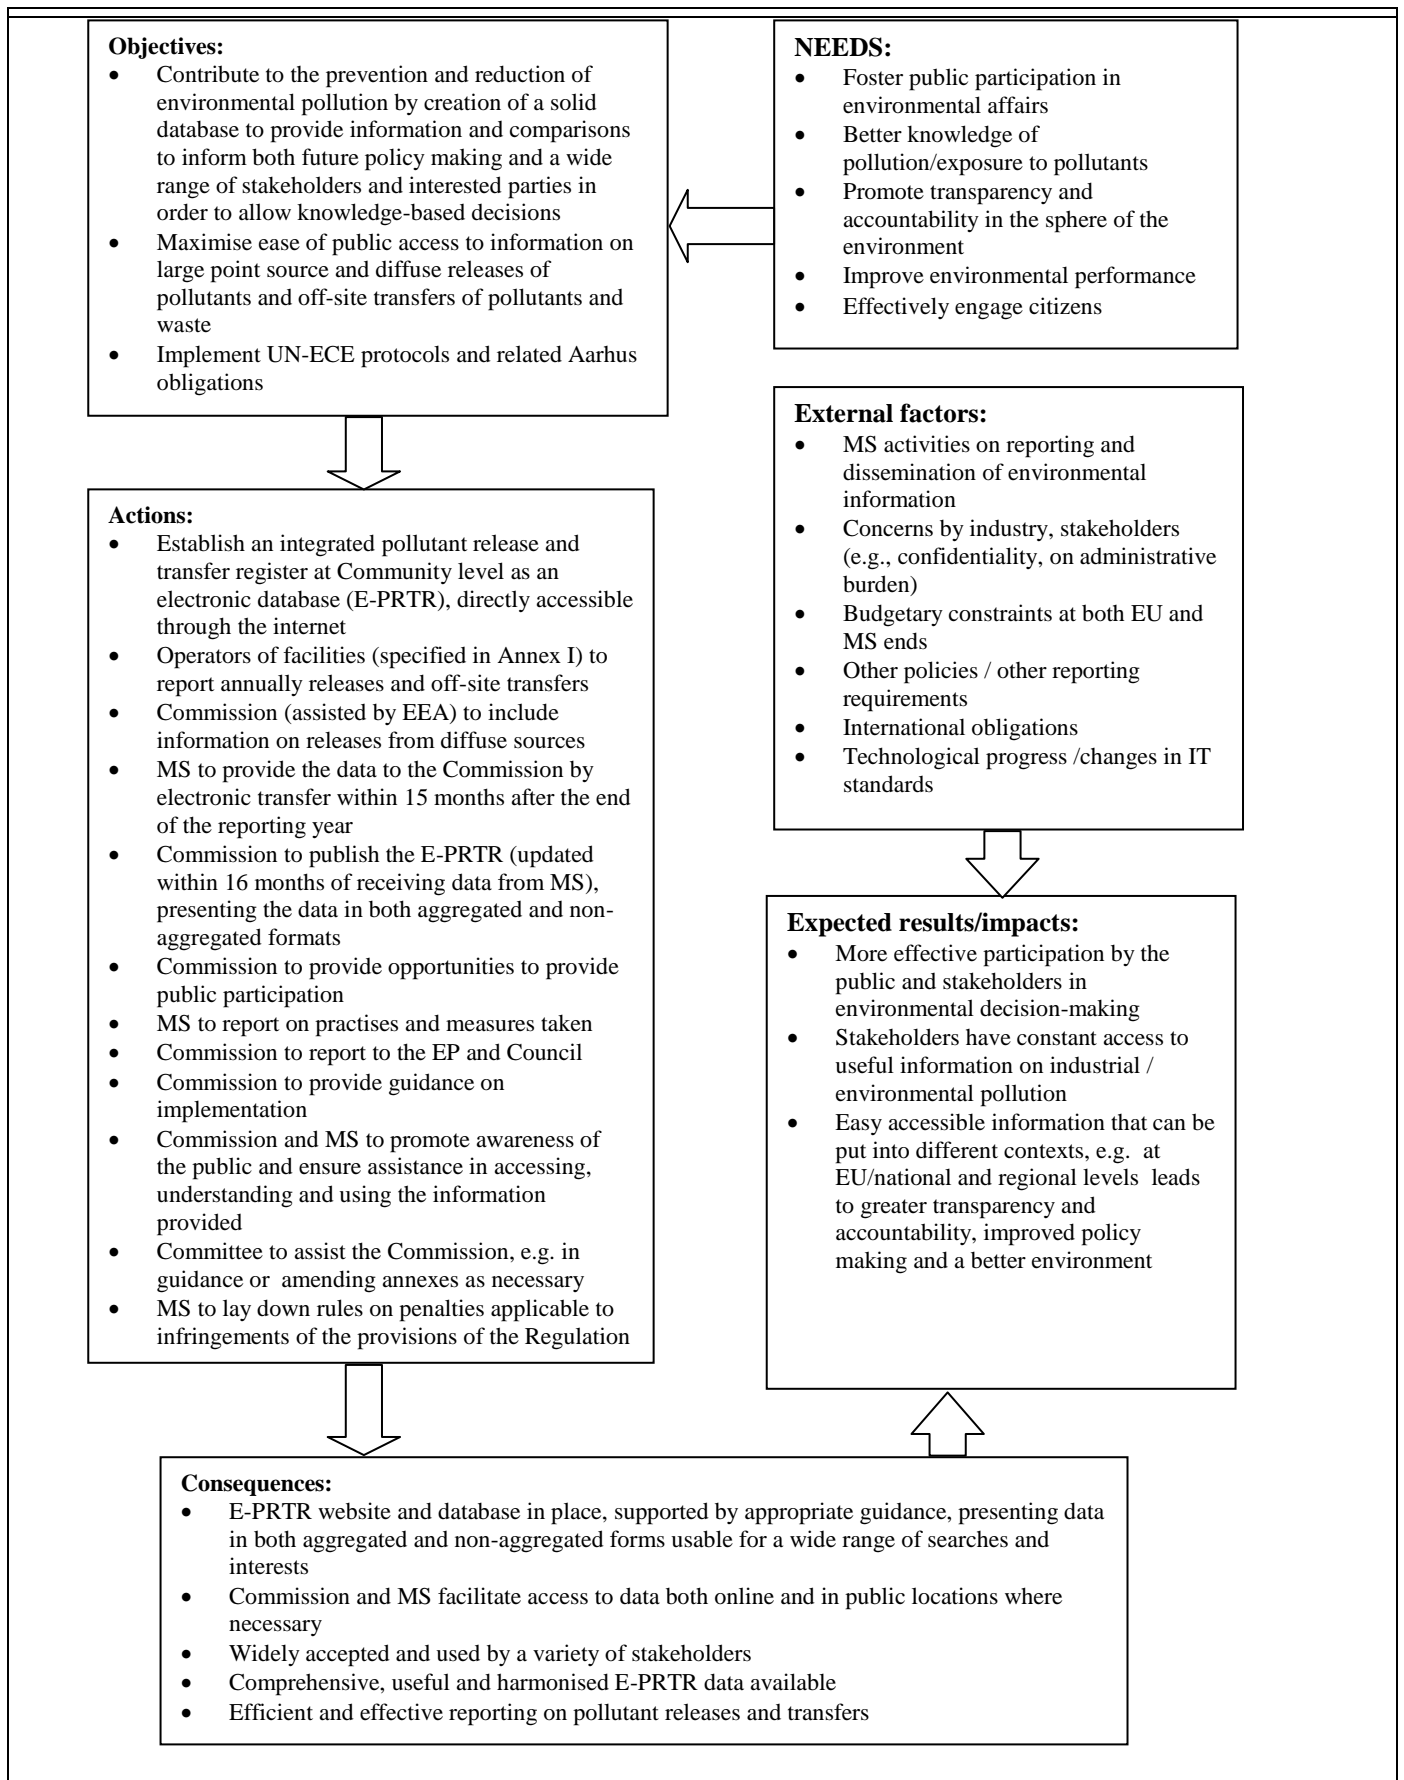 Objectives:
• Contribute to the prevention and reduction of
environmental pollution by creation of a solid
database to provide information and comparisons
to inform both future policy making and a wide
range of stakeholders and interested parties in
order to allow knowledge-based decisions
• Maximise ease of public access to information on
large point source and diffuse releases of
pollutants and off-site transfers of pollutants and
waste
• Implement UN-ECE protocols and related Aarhus
obligations
NEEDS:
• Foster public participation in
environmental affairs
• Better knowledge of
pollution/exposure to pollutants
• Promote transparency and
accountability in the sphere of the
environment
• Improve environmental performance
• Effectively engage citizens
External factors:
• MS activities on reporting and
dissemination of environmental
information
• Concerns by industry, stakeholders
(e.g., confidentiality, on administrative
burden)
• Budgetary constraints at both EU and
MS ends
• Other policies / other reporting
requirements
• International obligations
• Technological progress /changes in IT
standards
Actions:
• Establish an integrated pollutant release and
transfer register at Community level as an
electronic database (E-PRTR), directly accessible
through the internet
• Operators of facilities (specified in Annex I) to
report annually releases and off-site transfers
• Commission (assisted by EEA) to include
information on releases from diffuse sources
• MS to provide the data to the Commission by
electronic transfer within 15 months after the end
of the reporting year
• Commission to publish the E-PRTR (updated
within 16 months of receiving data from MS),
presenting the data in both aggregated and non-
aggregated formats
• Commission to provide opportunities to provide
public participation
• MS to report on practises and measures taken
• Commission to report to the EP and Council
• Commission to provide guidance on
implementation
• Commission and MS to promote awareness of
the public and ensure assistance in accessing,
understanding and using the information
provided
• Committee to assist the Commission, e.g. in
guidance or amending annexes as necessary
• MS to lay down rules on penalties applicable to
infringements of the provisions of the Regulation
Expected results/impacts:
• More effective participation by the
public and stakeholders in
environmental decision-making
• Stakeholders have constant access to
useful information on industrial /
environmental pollution
• Easy accessible information that can be
put into different contexts, e.g. at
EU/national and regional levels leads
to greater transparency and
accountability, improved policy
making and a better environment
Consequences:
• E-PRTR website and database in place, supported by appropriate guidance, presenting data
in both aggregated and non-aggregated forms usable for a wide range of searches and
interests
• Commission and MS facilitate access to data both online and in public locations where
necessary
• Widely accepted and used by a variety of stakeholders
• Comprehensive, useful and harmonised E-PRTR data available
• Efficient and effective reporting on pollutant releases and transfers